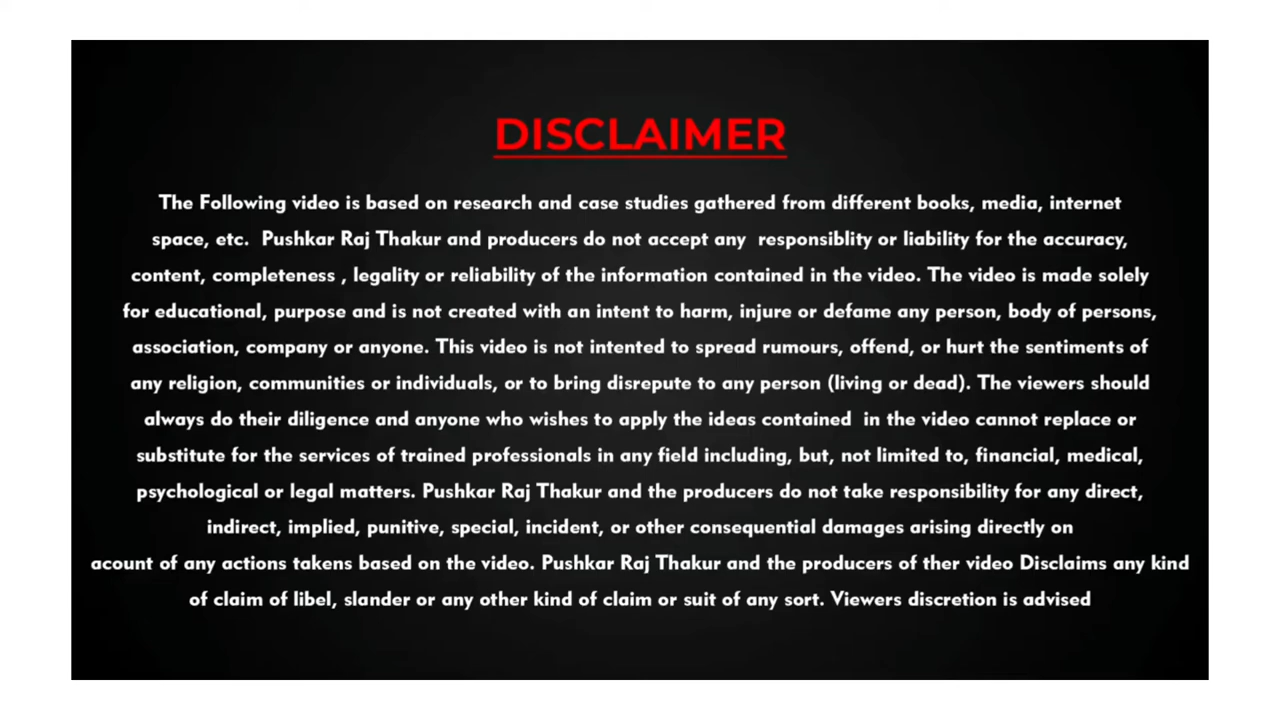 DISCLAIMER
The Following video is based on research and case studies gathered from different books, media, internet
space, etc. Pushkar Raj Thakur and producers do not accept any responsiblity or liability for the accuracy,
content, completeness , legality or reliability of the information contained in the video. The video is made solely
for educational, purpose and is not created with an intent to harm, injure or defame any person, body of persons,
association, company or anyone. This video is not intented to spread rumours, offend, or hurt the sentiments of
any religion, communities or individuals, or to bring disrepute to any person (living or dead). The viewers should
always do their diligence and anyone who wishes to apply the ideas contained in the video cannot replace or
substitute for the services of trained professionals in any field including, but, not limited to, financial, medical,
psychological or legal matters. Pushkar Raj Thakur and the producers do not take responsibility for any direct,
indirect, implied, punitive, special, incident, or other consequential damages arising directly on
acount of any actions takens based on the video. Pushkar Raj Thakur and the producers of ther video Disclaims any kind
of claim of libel, slander or any other kind of claim or suit of any sort. Viewers discretion is advised